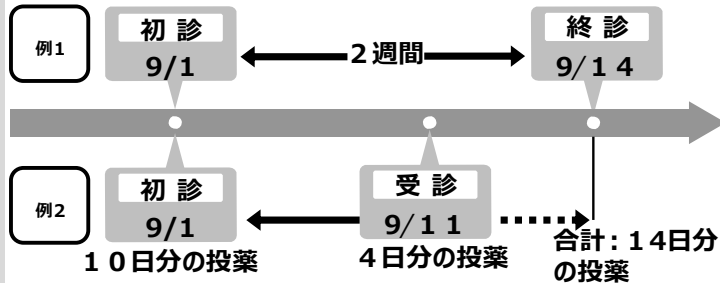 例1
初 診
9/1
2週間
終 診
9/１４
例2
初 診
9/1
１０日分の投薬
受 診
9/１１
４日分の投薬
合計：１4日分
の投薬